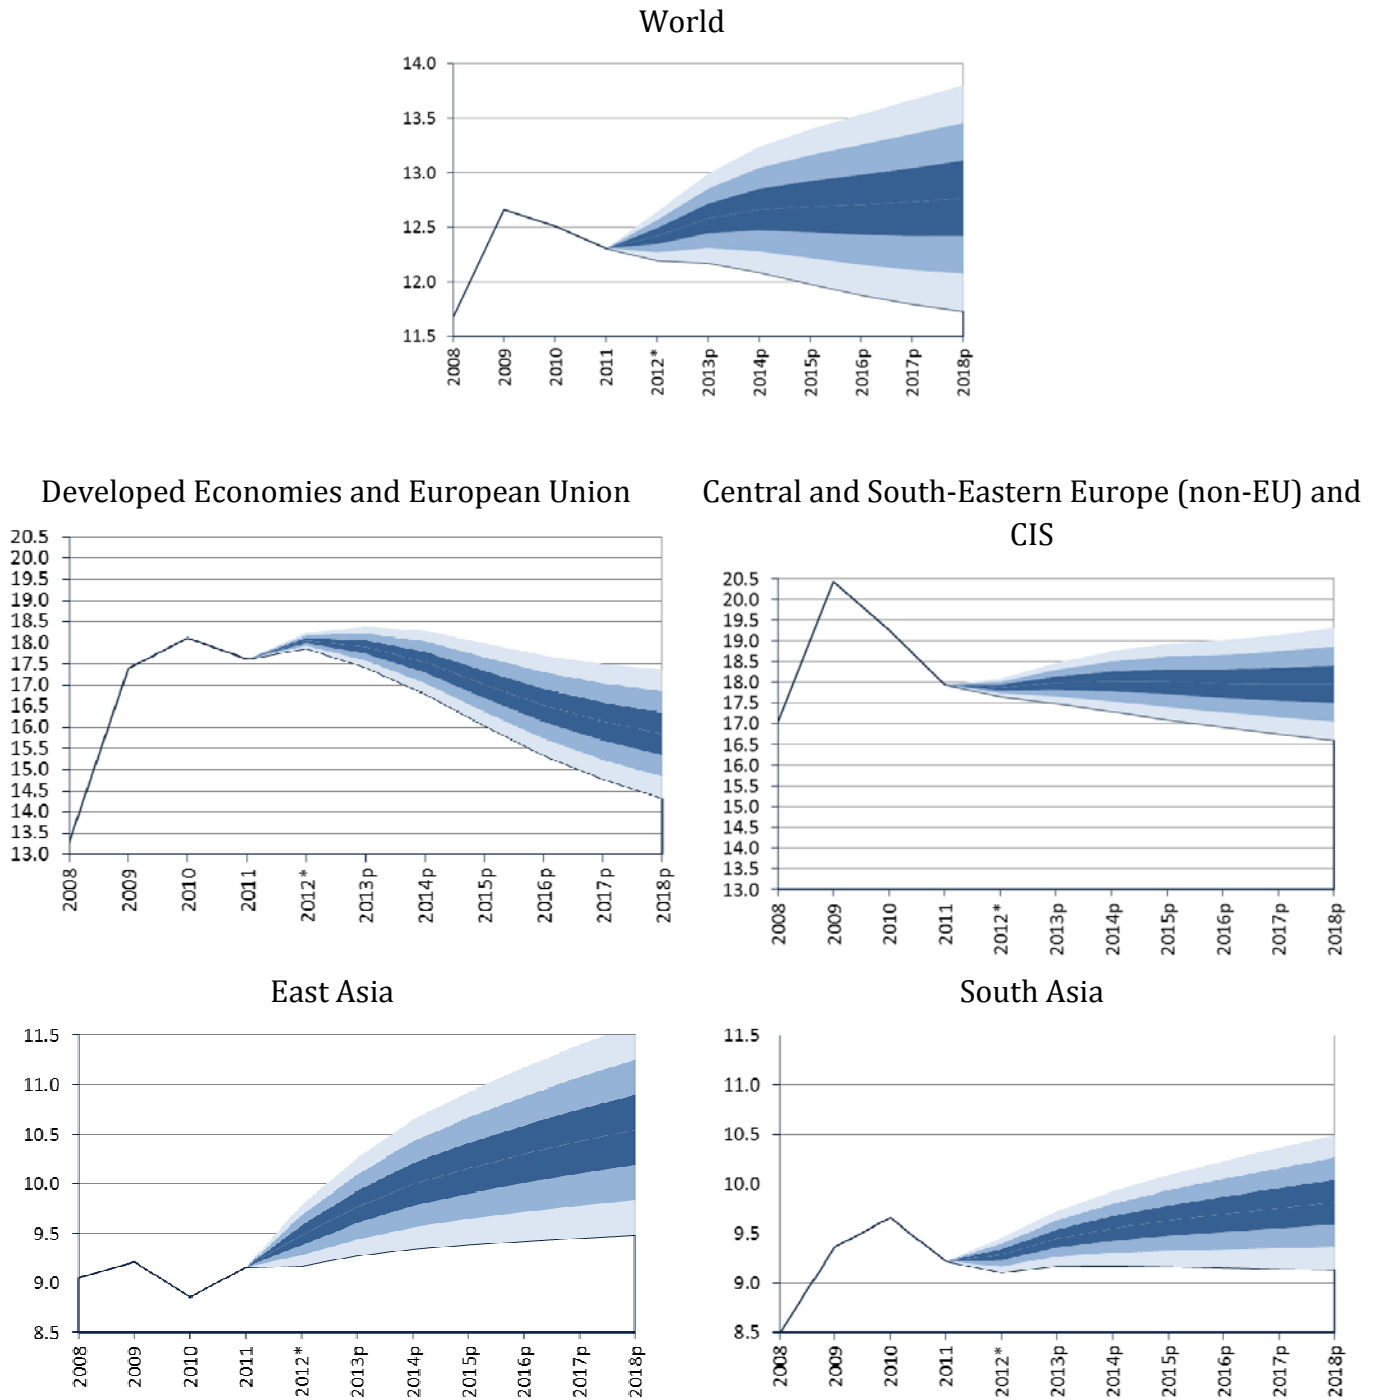 World
14.0
13.5
13.0
12.5
12.0
11.5
2008
2009
2010
2011
2012*
2013p
2014p
2015p
2016p
2017p
2018p
Developed Economies and European Union
20.5
20.0
19.5
19.0
18.5
18.0
17.5
17.0
16.5
16.0
15.5
15.0
14.5
14.0
13.5
13.0
2008
2009
2010
2011
2012*
2013p
2014p
2015p
2016p
2017p
2018p
Central and South-Eastern Europe (non-EU) and
CIS
20.5
20.0
19.5
19.0
18.5
18.0
17.5
17.0
16.5
16.0
15.5
15.0
14.5
14.0
13.5
13.0
2008
2009
2010
2011
2012*
2013p
2014p
2015p
2016p
2017p
2018p
East Asia
11.5
11.0
10.5
10.0
9.5
9.0
8.5
2008
2009
2010
2011
2012*
2013p
2014p
2015p
2016p
2017p
2018p
South Asia
11.5
11.0
10.5
10.0
9.5
9.0
8.5
2008
2009
2010
2011
2012*
2013p
2014p
2015p
2016p
2017p
2018p